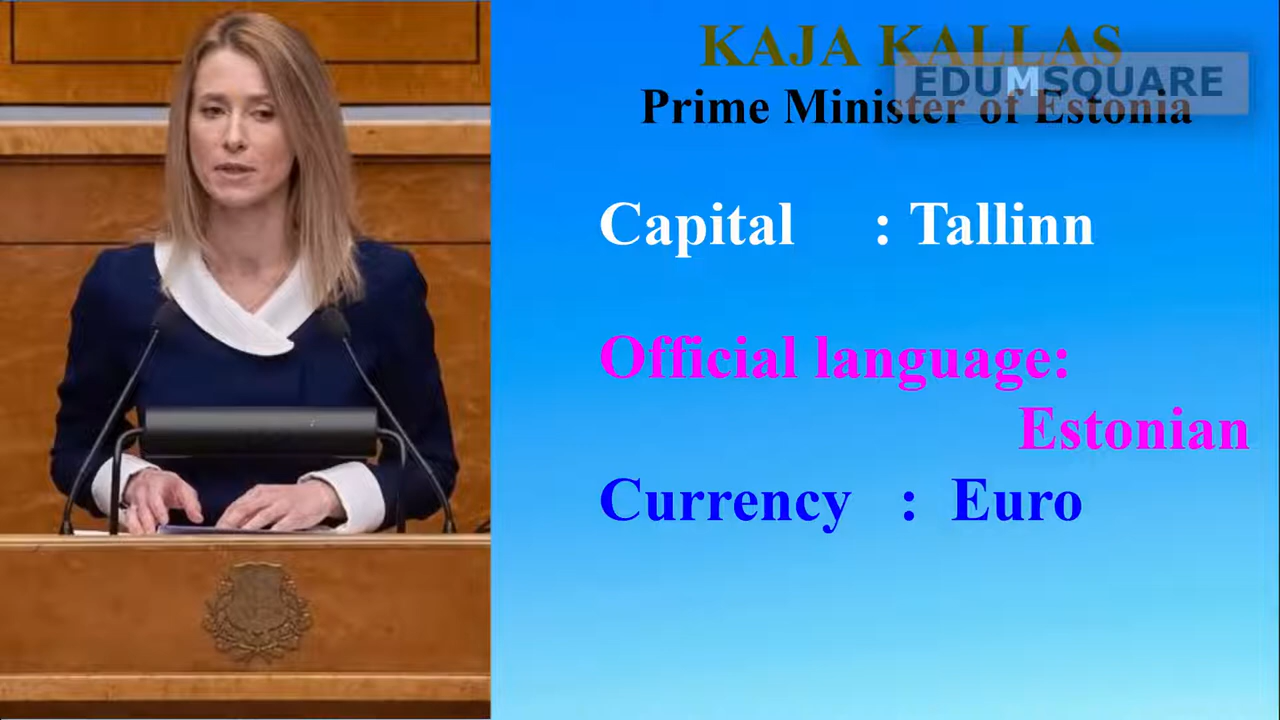 KAJA KALLAS
EDUMSQUARE
Prime Minister of Estonia
Capital : Tallinn
Official language:
Estonian
Currency : Euro